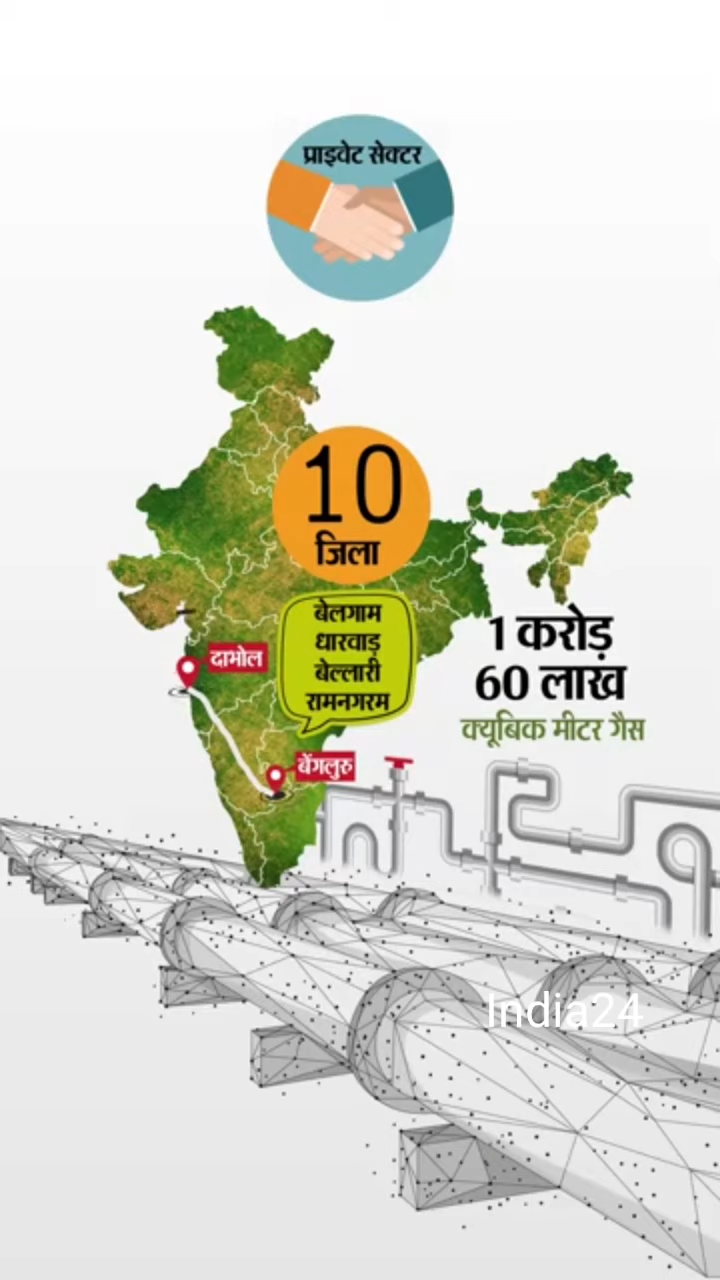 प्राइवेट सेक्टर
10
जिला
बेलगाम
धारवाड़
बेल्लारी
रामनगरम
1 करोड़
60 लाख
क्यूबिक मीटर गैस
दाभोल
बेंगलुरु
India24